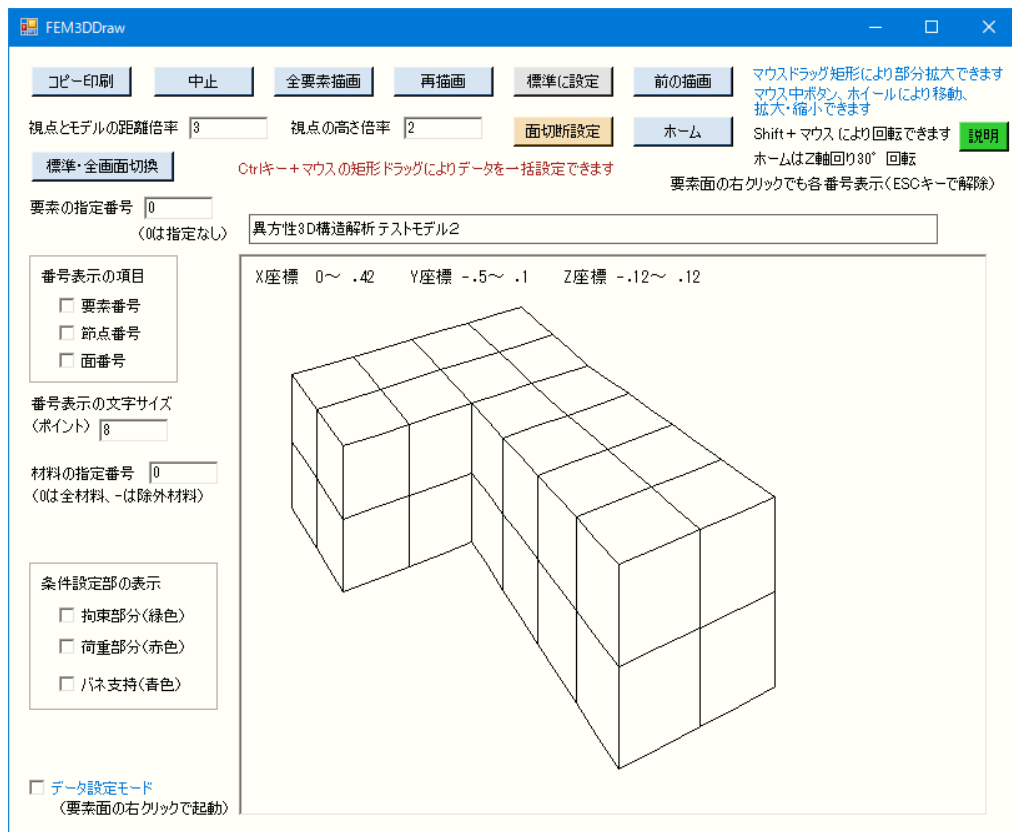 FEM3DDraw
コピー印刷 中止 全要素描画 再描画 標準に設定 前の描画
マウスドラッグ矩形により部分拡大できます
マウス中ボタン、ホイールにより移動、
拡大・縮小できます
視点とモデルの距離倍率 3 視点の高さ倍率 2 面切断設定 ホーム
Shift+マウスにより回転できます 説明
標準・全画面切換
Ctrlキー+マウスの矩形ドラッグによりデータを一括設定できます
ホームはZ軸回り30°回転
要素面の右クリックでも各番号表示(ESCキーで解除)
要素の指定番号 0
(0は指定なし)
異方性3D構造解析 テストモデル2
番号表示の項目
要素番号
節点番号
面番号
X座標 0~ .42 Y座標 -.5~ .1 Z座標 -.12~ .12
番号表示の文字サイズ
(ポイント) 8
材料の指定番号 0
(0は全材料、-は除外材料)
条件設定部の表示
拘束部分(緑色)
荷重部分(赤色)
バネ支持(青色)
データ設定モード
(要素面の右クリックで起動)